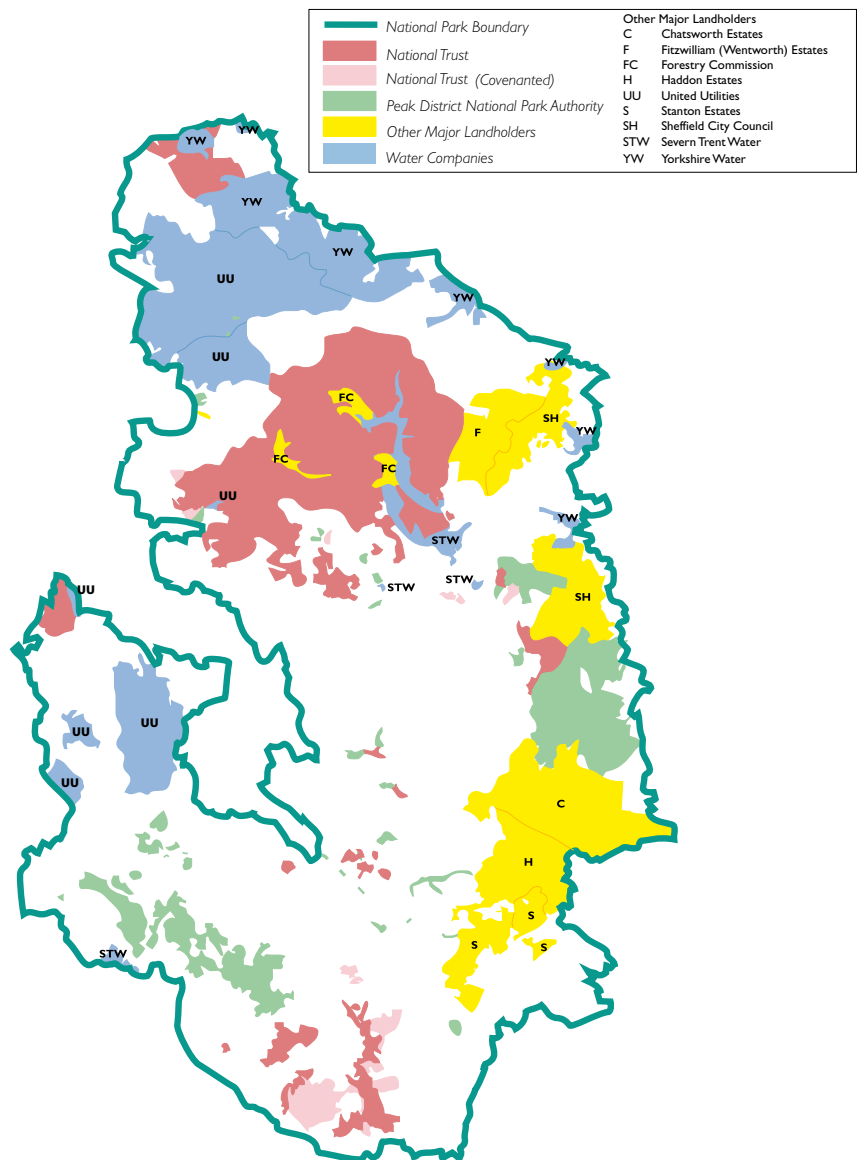 National Park Boundary
National Trust
National Trust (Covenanted)
Peak District National Park Authority
Other Major Landholders
Water Companies
Other Major Landholders
C Chatsworth Estates
F Fitzwilliam (Wentworth) Estates
FC Forestry Commission
H Haddon Estates
UU United Utilities
S Stanton Estates
SH Sheffield City Council
STW Severn Trent Water
YW Yorkshire Water
YW
YW
YW
YW
UU
YW
UU
YW
FC
SH
F
YW
FC
FC
UU
YW
STW
STW
STW
UU
SH
UU
UU
UU
C
H
S
S
S
STW